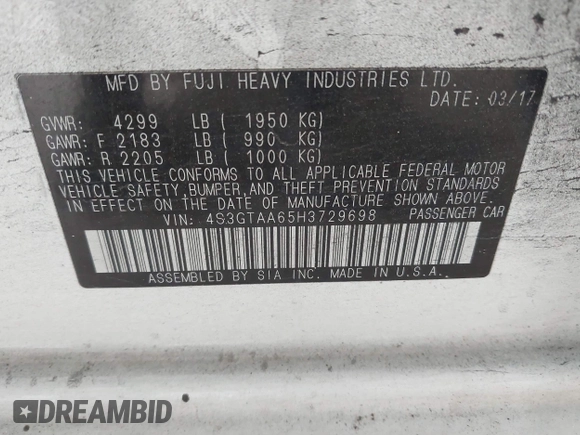 MFD BY FUJI HEAVY INDUSTRIES LTD.
DATE: 03/17
GVWR: 4299 LB ( 1950 KG)
GAWR: F 2183 LB ( 990 KG)
GAWR: R 2205 LB ( 1000 KG)
THIS VEHICLE CONFORMS TO ALL APPLICABLE FEDERAL MOTOR
VEHICLE SAFETY, BUMPER, AND THEFT PREVENTION STANDARDS
IN EFFECT ON THE DATE OF MANUFACTURE SHOWN ABOVE.
VIN: 4S3GTAA65H3729698 PASSENGER CAR
ASSEMBLED BY SIA INC. MADE IN U.S.A.
DREAMBID